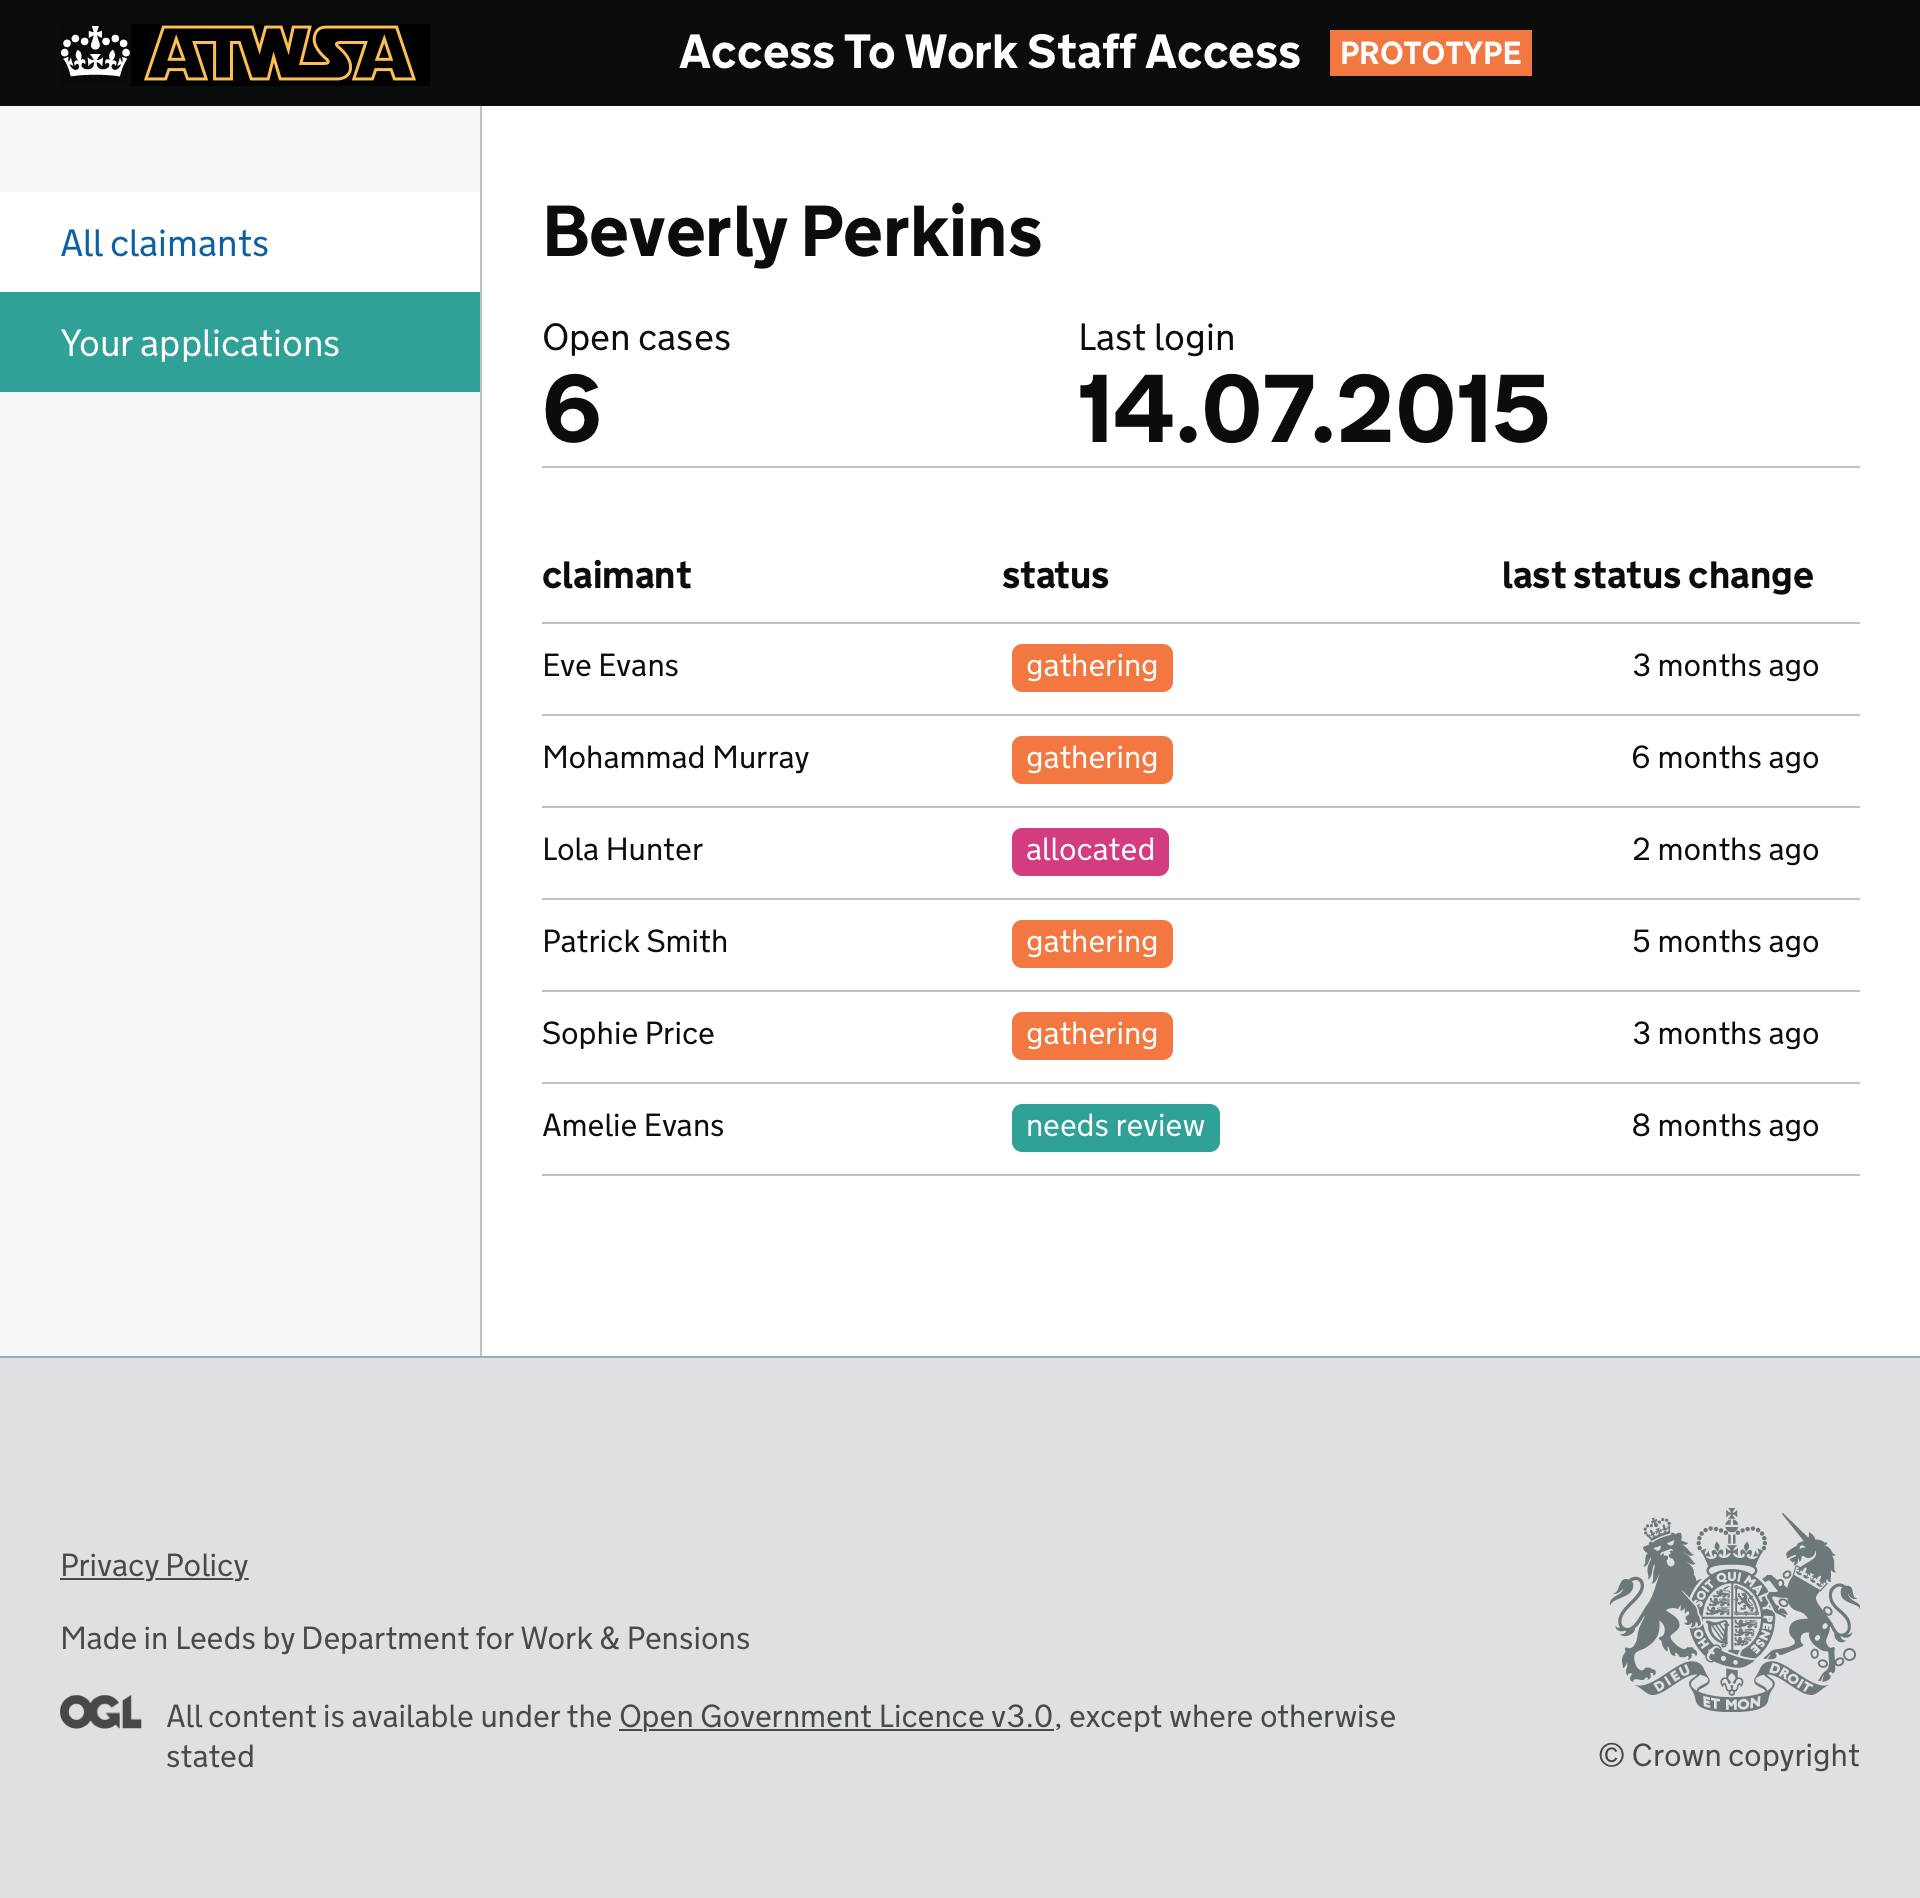 ATWSA
Access To Work Staff Access PROTOTYPE
All claimants
Your applications
Beverly Perkins
Open cases
6
Last login
14.07.2015
claimant status last status change
Eve Evans gathering 3 months ago
Mohammad Murray gathering 6 months ago
Lola Hunter allocated 2 months ago
Patrick Smith gathering 5 months ago
Sophie Price gathering 3 months ago
Amelie Evans needs review 8 months ago
Privacy Policy
Made in Leeds by Department for Work & Pensions
OGL All content is available under the Open Government Licence v3.0, except where otherwise
stated
DIEU ET MON DROIT
© Crown copyright